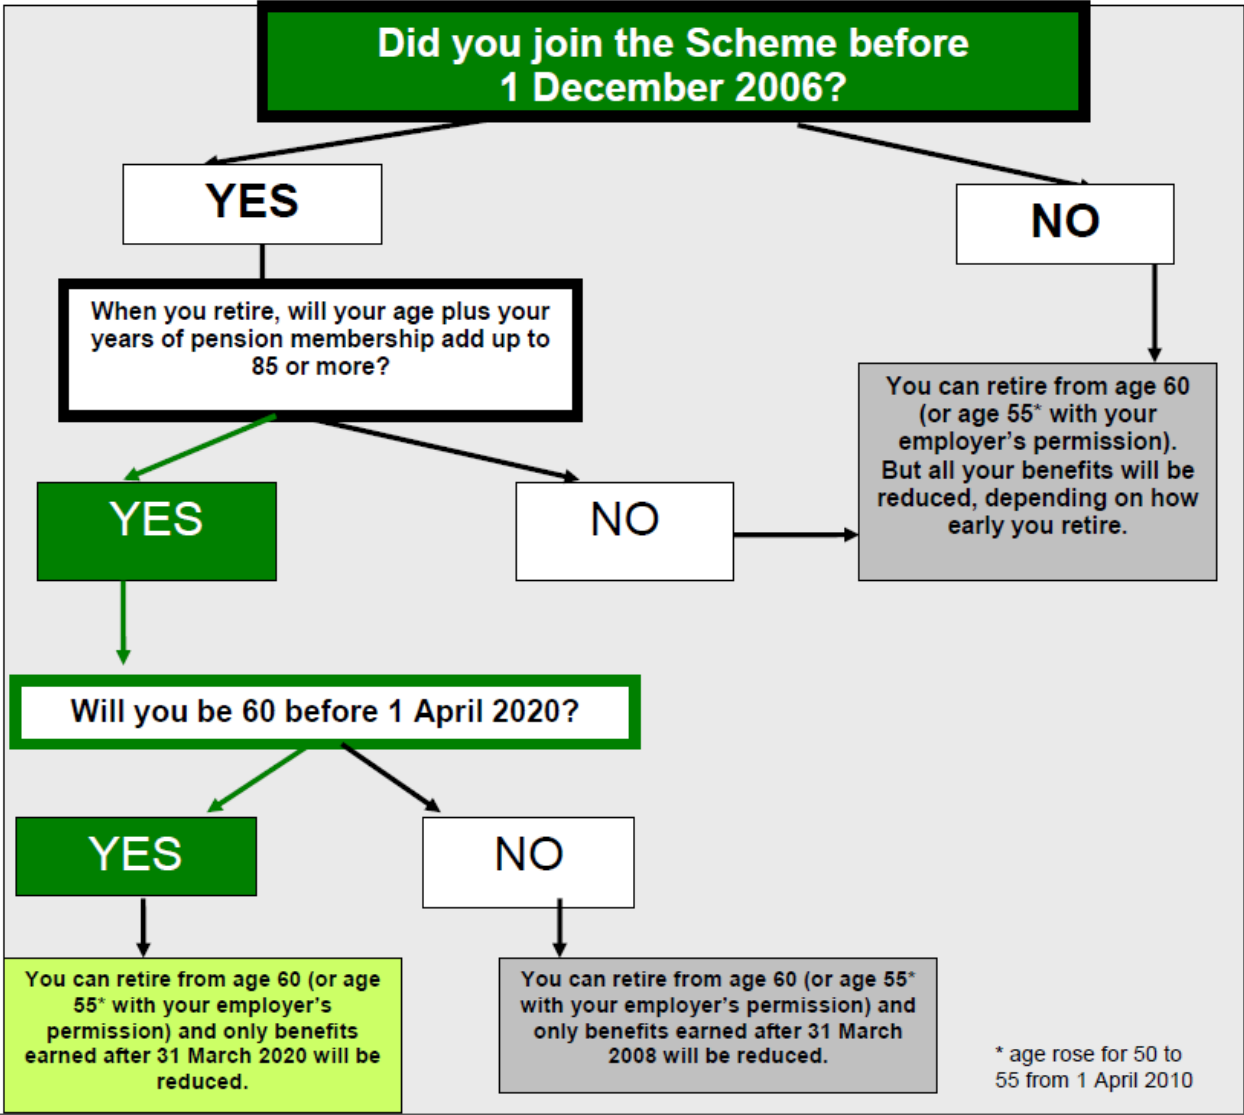 Did you join the Scheme before
1 December 2006?
YES
NO
When you retire, will your age plus your
years of pension membership add up to
85 or more?
You can retire from age 60
(or age 55* with your
employer's permission).
But all your benefits will be
reduced, depending on how
early you retire.
YES
NO
Will you be 60 before 1 April 2020?
YES
NO
You can retire from age 60 (or age
55* with your employer's
permission) and only benefits
earned after 31 March 2020 will be
reduced.
You can retire from age 60 (or age 55*
with your employer's permission) and
only benefits earned after 31 March
2008 will be reduced.
* age rose for 50 to
55 from 1 April 2010